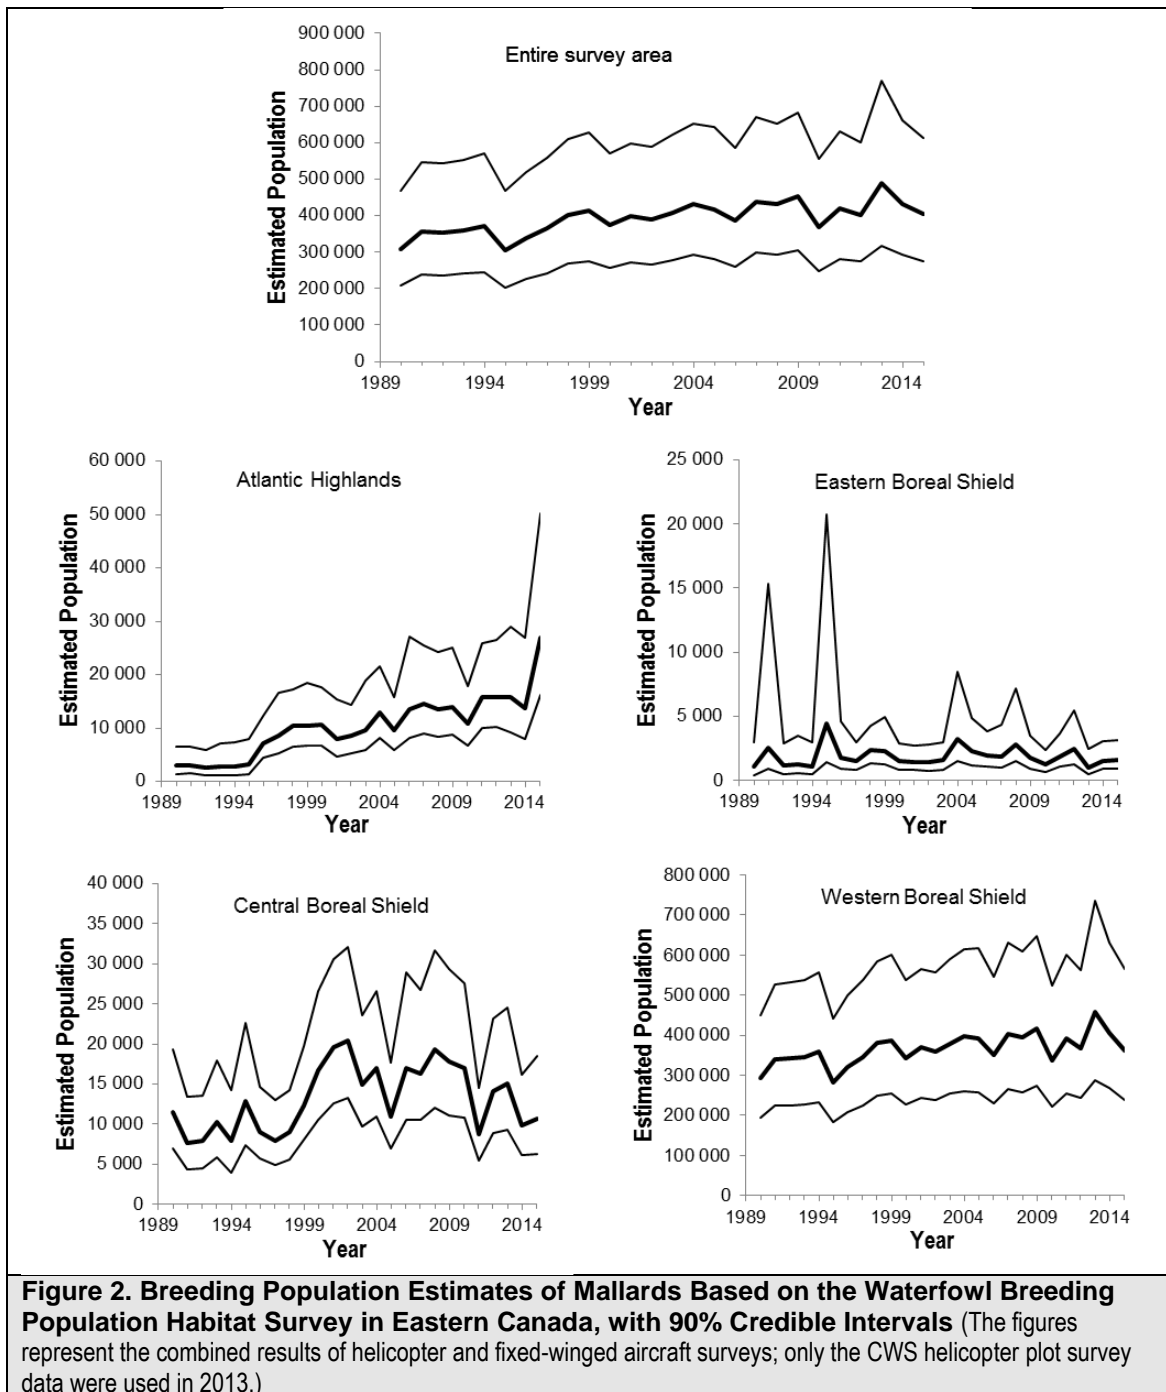 Entire survey area
900 000
800 000
700 000
600 000
500 000
400 000
300 000
200 000
100 000
0
Estimated Population
1989 1994 1999 2004 2009 2014
Year
Atlantic Highlands
60 000
50 000
40 000
30 000
20 000
10 000
0
Estimated Population
1989 1994 1999 2004 2009 2014
Year
Eastern Boreal Shield
25 000
20 000
15 000
10 000
5 000
0
Estimated Population
1989 1994 1999 2004 2009 2014
Year
Central Boreal Shield
40 000
35 000
30 000
25 000
20 000
15 000
10 000
5 000
0
Estimated Population
1989 1994 1999 2004 2009 2014
Year
Western Boreal Shield
800 000
700 000
600 000
500 000
400 000
300 000
200 000
100 000
0
Estimated Population
1989 1994 1999 2004 2009 2014
Year
Figure 2. Breeding Population Estimates of Mallards Based on the Waterfowl Breeding
Population Habitat Survey in Eastern Canada, with 90% Credible Intervals (The figures
represent the combined results of helicopter and fixed-winged aircraft surveys; only the CWS helicopter plot survey
data were used in 2013.)